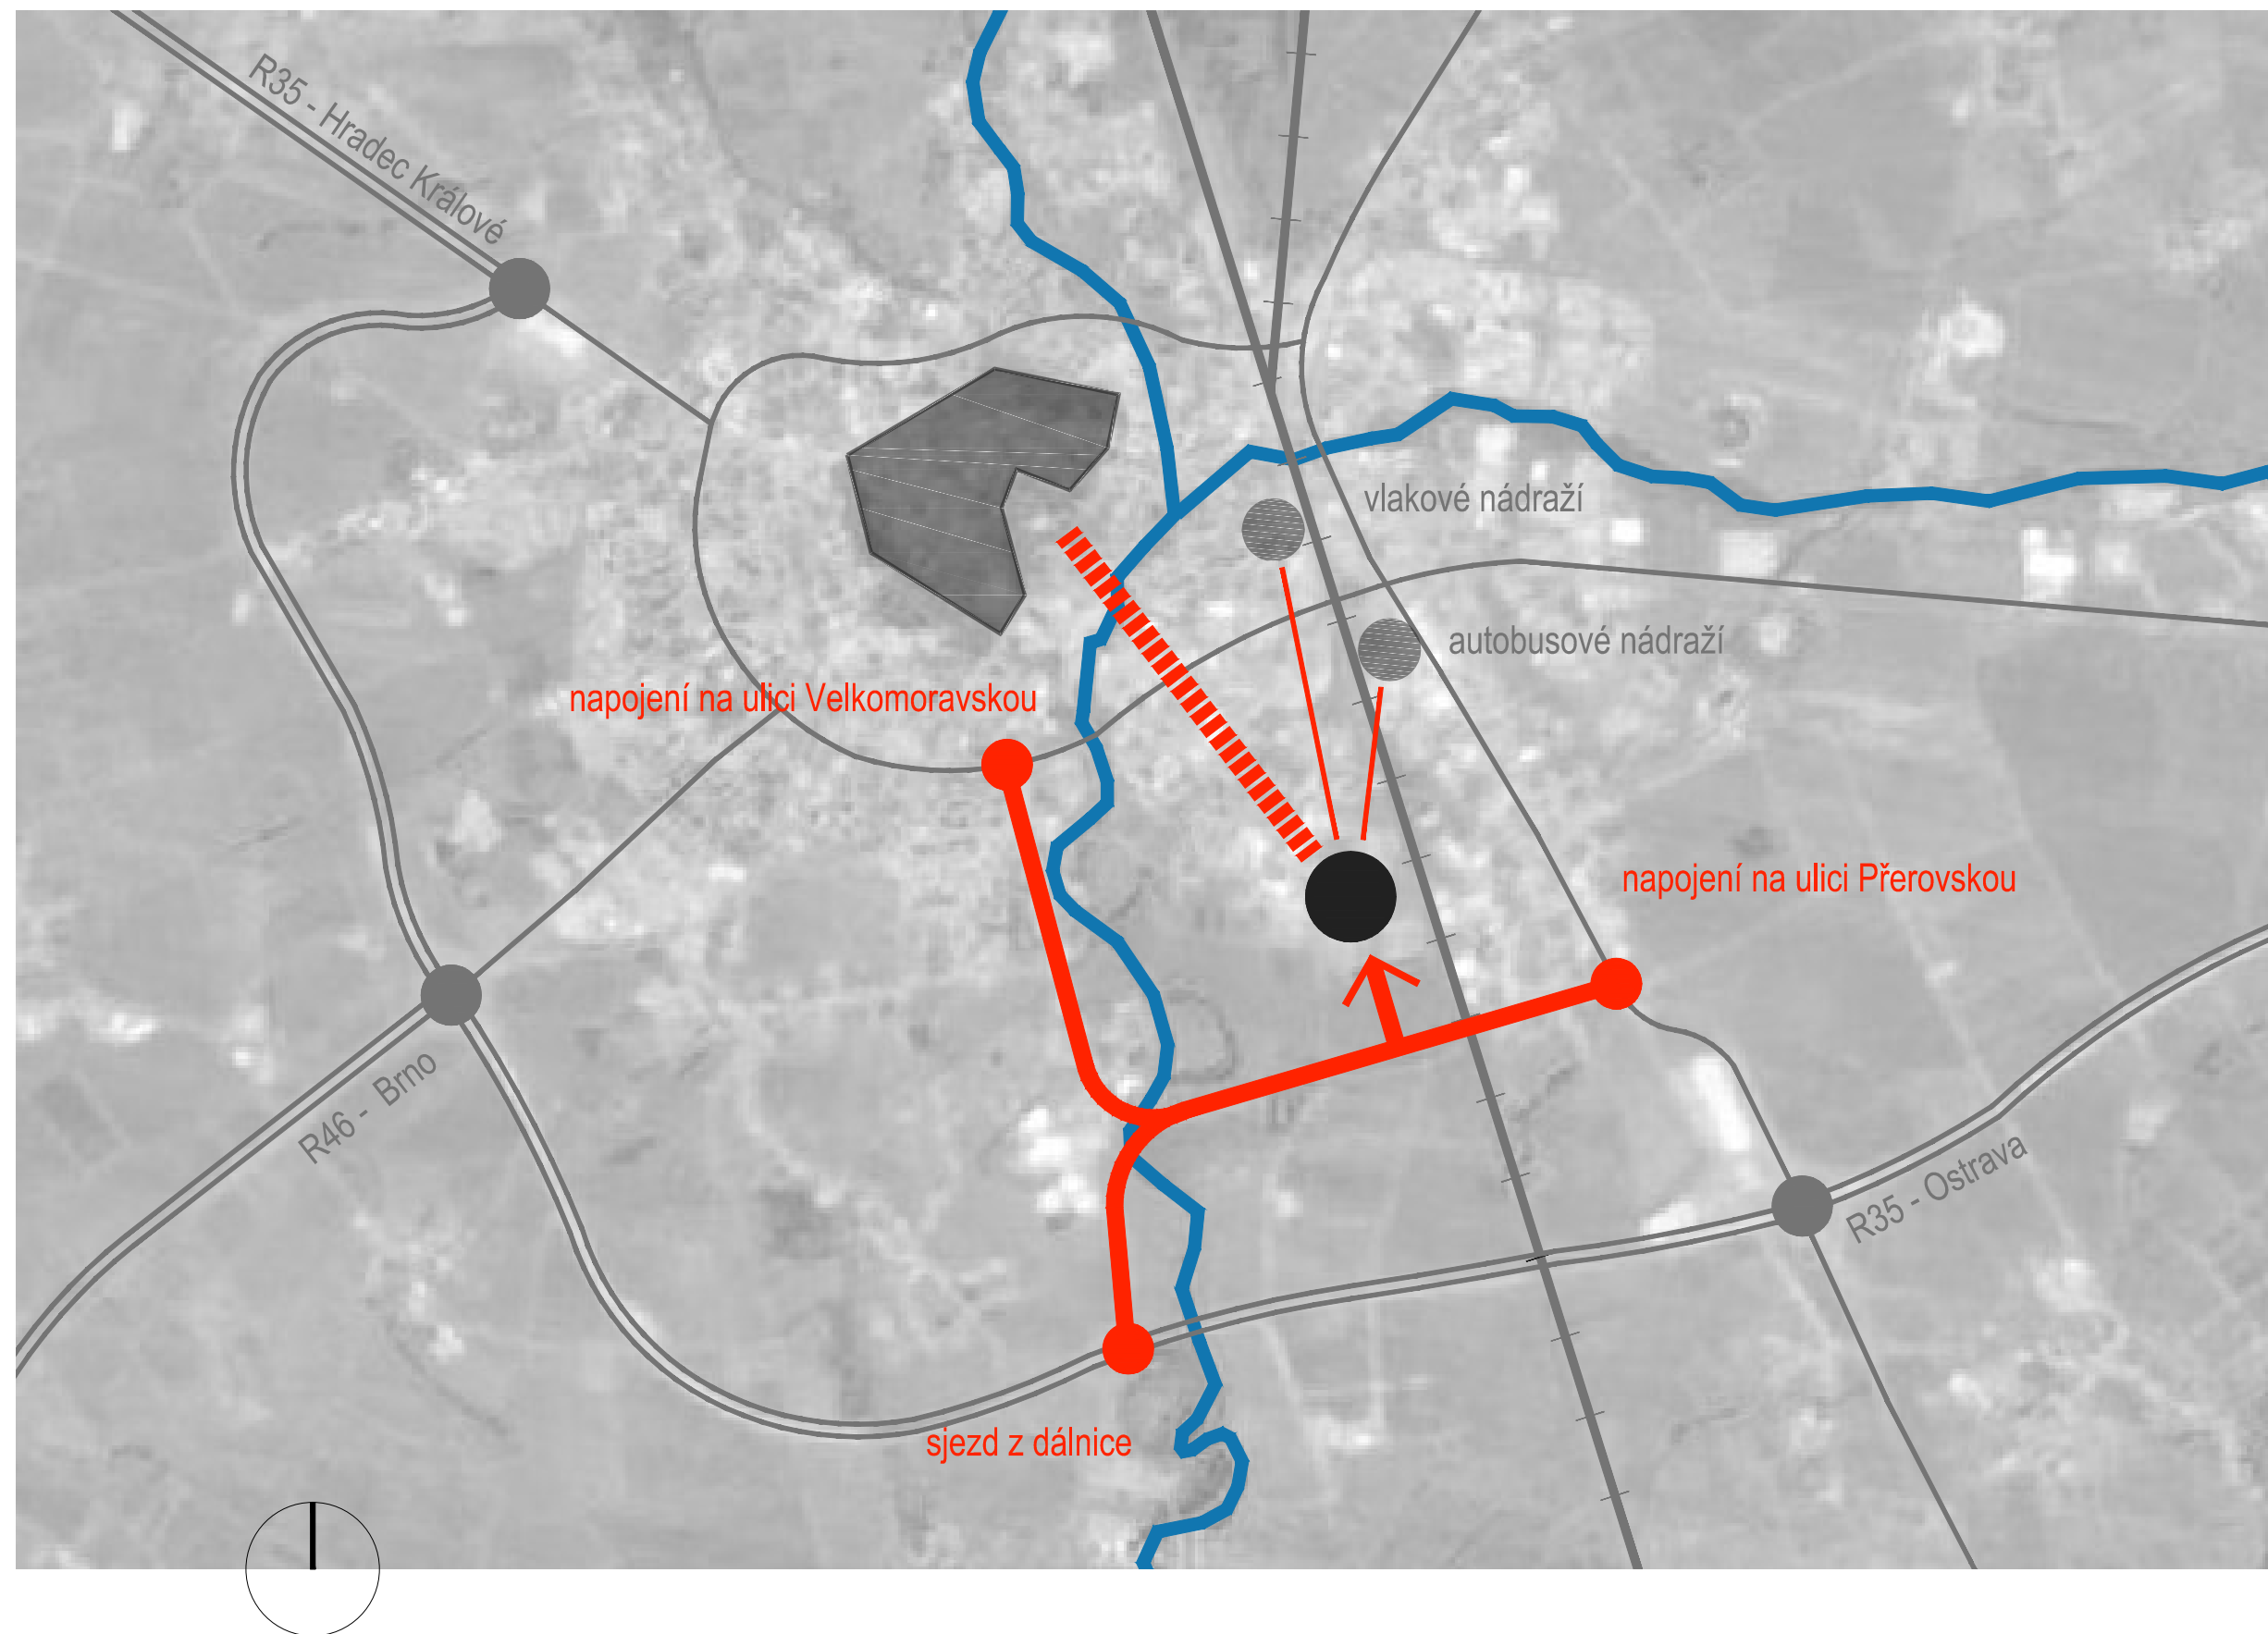 R35 - Hradec Králové
vlakové nádraží
autobusové nádraží
napojení na ulici Velkomoravskou
napojení na ulici Přerovskou
R46 - Brno
R35 - Ostrava
sjezd z dálnice